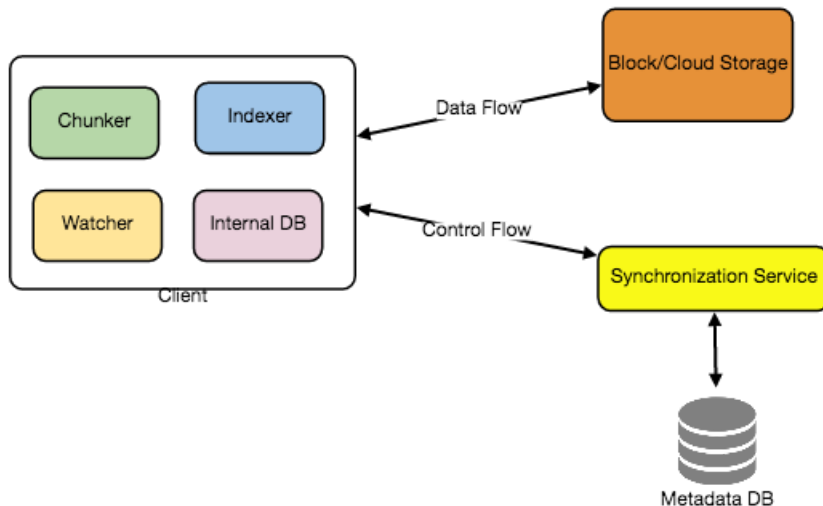 Block/Cloud Storage
Chunker
Indexer
Data Flow
Watcher
Internal DB
Control Flow
Client
Synchronization Service
Metadata DB